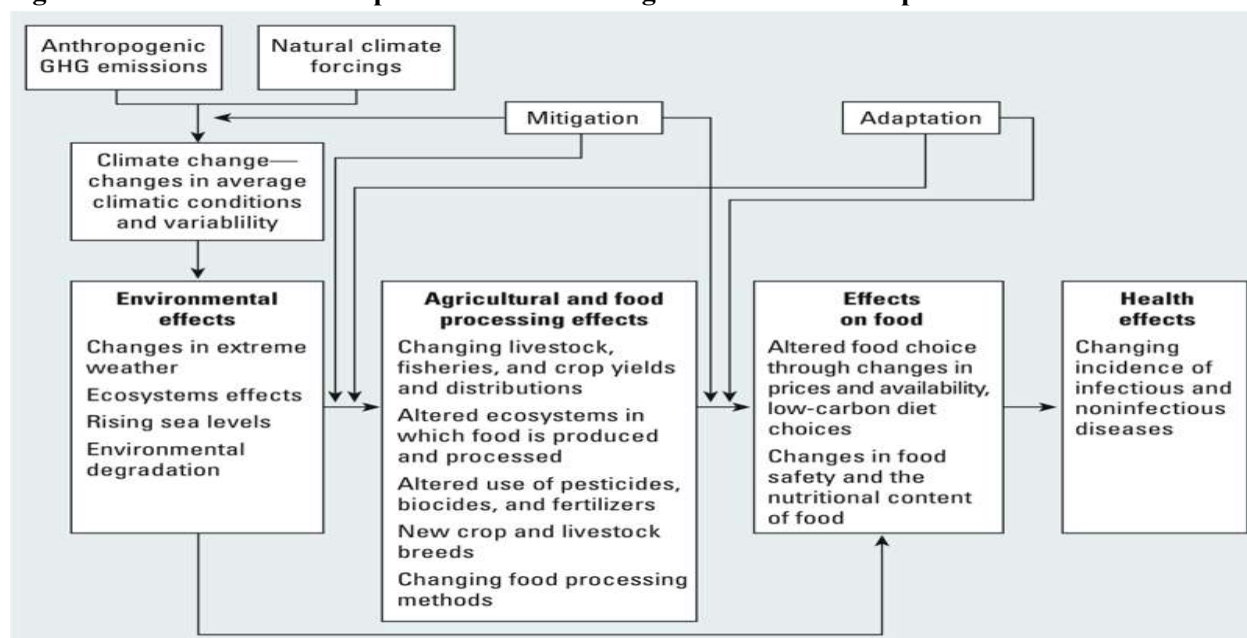 Anthropogenic
GHG emissions
Natural climate
forcings
Mitigation
Adaptation
Climate change—
changes in average
climatic conditions
and variablility
Environmental
effects
Changes in extreme
weather
Ecosystems effects
Rising sea levels
Environmental
degradation
Agricultural and food
processing effects
Changing livestock,
fisheries, and crop yields
and distributions
Altered ecosystems in
which food is produced
and processed
Altered use of pesticides,
biocides, and fertilizers
New crop and livestock
breeds
Changing food processing
methods
Effects
on food
Altered food choice
through changes in
prices and availability,
low-carbon diet
choices
Changes in food
safety and the
nutritional content
of food
Health
effects
Changing
incidence of
infectious and
noninfectious
diseases